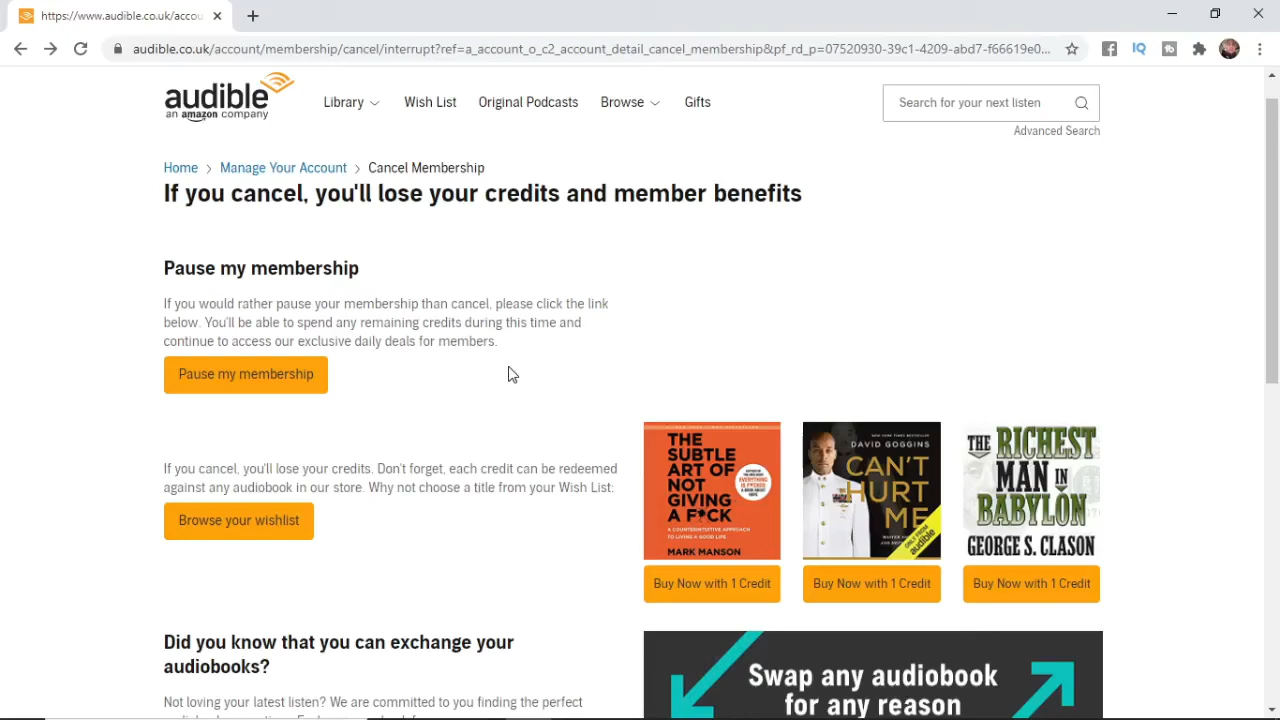 https://www.audible.co.uk/accou
audible.co.uk/account/membership/cancel/interrupt?ref=a_account_o_c2_account_detail_cancel_membership&pf_rd_p=07520930-39c1-4209-abd7-f66619e0...
IQ
audible
an amazon company
Library
Wish List
Original Podcasts
Browse
Gifts
Search for your next listen
Advanced Search
Home > Manage Your Account > Cancel Membership
If you cancel, you'll lose your credits and member benefits
Pause my membership
If you would rather pause your membership than cancel, please click the link
below. You'll be able to spend any remaining credits during this time and
continue to access our exclusive daily deals for members.
Pause my membership
If you cancel, you'll lose your credits. Don't forget, each credit can be redeemed
against any audiobook in our store. Why not choose a title from your Wish List:
Browse your wishlist
THE
SUBTLE
ART OF
NOT
GIVING
A F*CK
A COUNTERINTUITIVE APPROACH
TO LIVING A GOOD LIFE
MARK MANSON
Buy Now with 1 Credit
DAVID GOGGINS
CAN'T
HURT
ME
ONLY FROM
audible
Buy Now with 1 Credit
THE RICHEST
MAN IN
BABYLON
GEORGE S. CLASON
Buy Now with 1 Credit
Did you know that you can exchange your
audiobooks?
Not loving your latest listen? We are committed to you finding the perfect
Swap any audiobook
for any reason